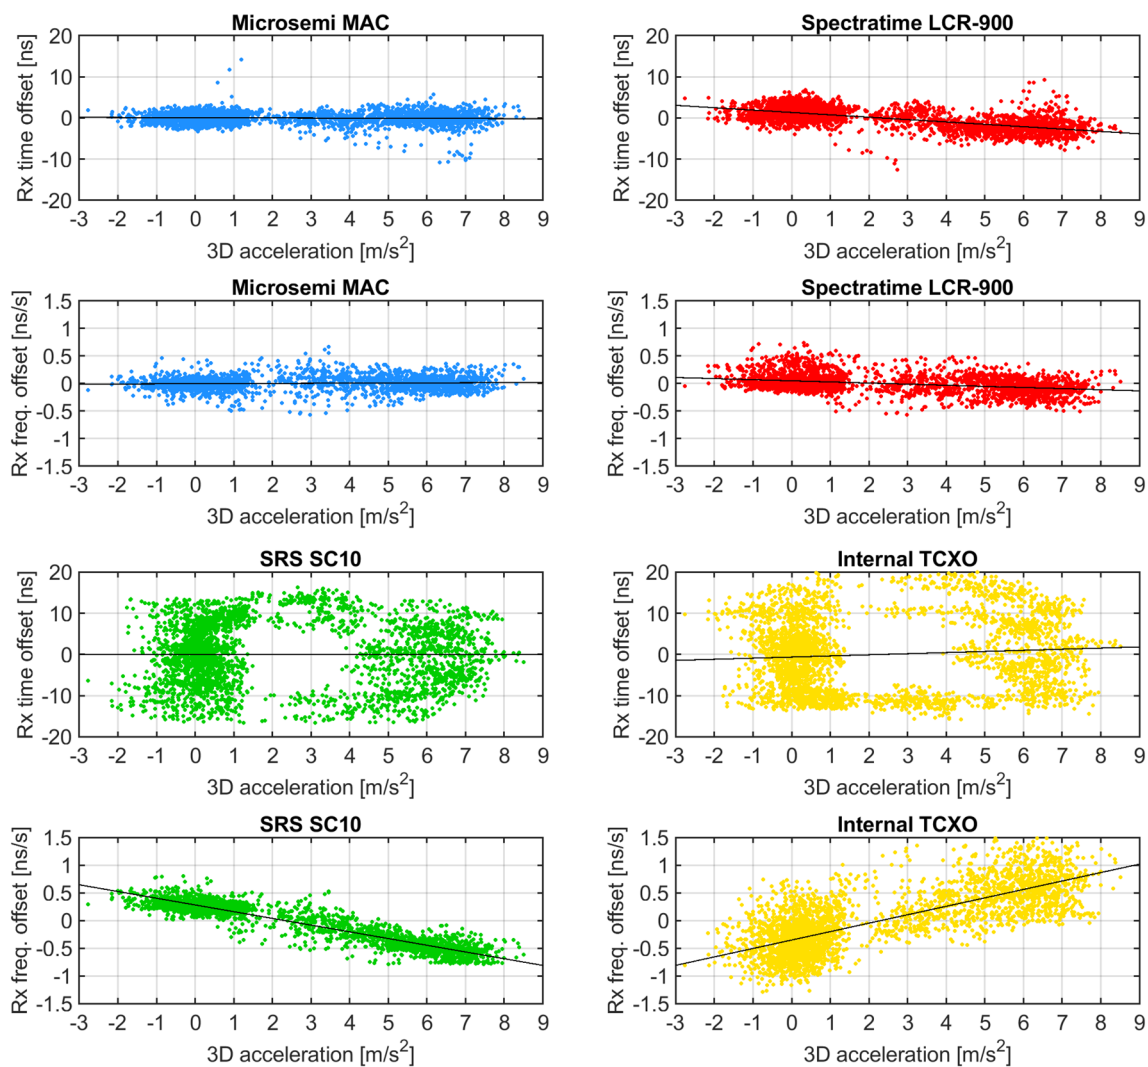 Microsemi MAC
Rx time offset [ns]
20
10
0
-10
-20
-3 -2 -1 0 1 2 3 4 5 6 7 8 9
3D acceleration [m/s²]
Spectratime LCR-900
Rx time offset [ns]
20
10
0
-10
-20
-3 -2 -1 0 1 2 3 4 5 6 7 8 9
3D acceleration [m/s²]
Microsemi MAC
Rx freq. offset [ns/s]
1.5
1
0.5
0
-0.5
-1
-1.5
-3 -2 -1 0 1 2 3 4 5 6 7 8 9
3D acceleration [m/s²]
Spectratime LCR-900
Rx freq. offset [ns/s]
1.5
1
0.5
0
-0.5
-1
-1.5
-3 -2 -1 0 1 2 3 4 5 6 7 8 9
3D acceleration [m/s²]
SRS SC10
Rx time offset [ns]
20
10
0
-10
-20
-3 -2 -1 0 1 2 3 4 5 6 7 8 9
3D acceleration [m/s²]
Internal TCXO
Rx time offset [ns]
20
10
0
-10
-20
-3 -2 -1 0 1 2 3 4 5 6 7 8 9
3D acceleration [m/s²]
SRS SC10
Rx freq. offset [ns/s]
1.5
1
0.5
0
-0.5
-1
-1.5
-3 -2 -1 0 1 2 3 4 5 6 7 8 9
3D acceleration [m/s²]
Internal TCXO
Rx freq. offset [ns/s]
1.5
1
0.5
0
-0.5
-1
-1.5
-3 -2 -1 0 1 2 3 4 5 6 7 8 9
3D acceleration [m/s²]